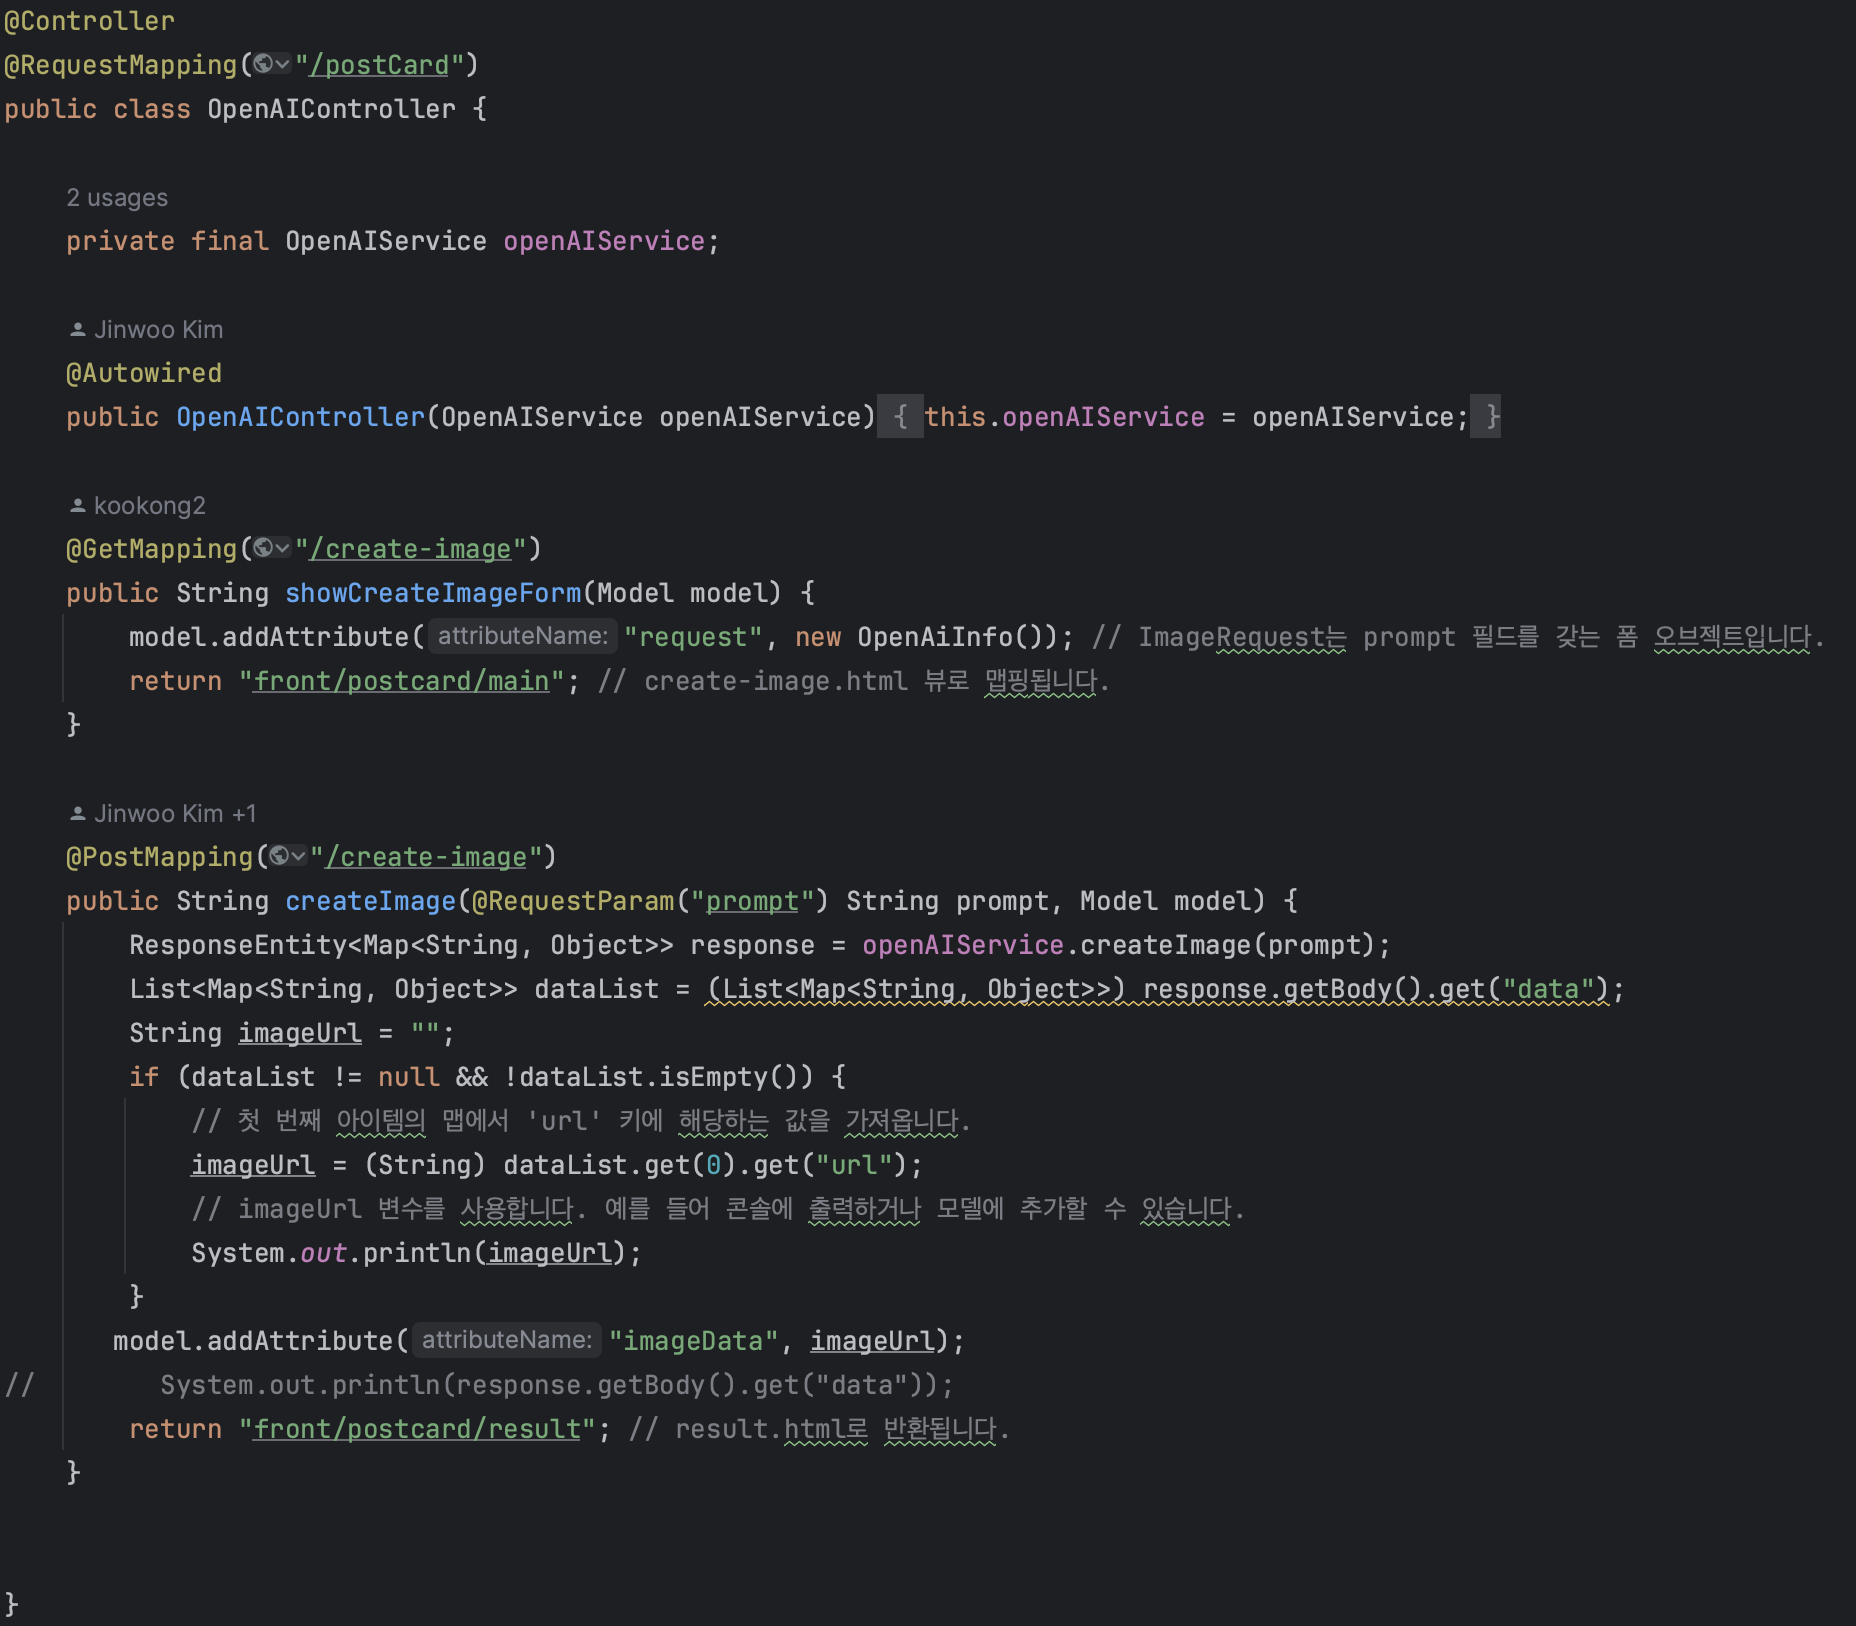 @Controller
@RequestMapping("/postCard")
public class OpenAIController {
2 usages
private final OpenAIService openAIService;
Jinwoo Kim
@Autowired
public OpenAIController(OpenAIService openAIService) { this.openAIService = openAIService; }
kookong2
@GetMapping("/create-image")
public String showCreateImageForm(Model model) {
model.addAttribute( attributeName: "request", new OpenAiInfo()); // ImageRequest는 prompt 필드를 갖는 폼 오브젝트입니다.
return "front/postcard/main"; // create-image.html 뷰로 맵핑됩니다.
}
Jinwoo Kim +1
@PostMapping("/create-image")
public String createImage(@RequestParam("prompt") String prompt, Model model) {
ResponseEntity<Map<String, Object>> response = openAIService.createImage(prompt);
List<Map<String, Object>> dataList = (List<Map<String, Object>>) response.getBody().get("data");
String imageUrl = "";
if (dataList != null && !dataList.isEmpty()) {
// 첫 번째 아이템의 맵에서 'url' 키에 해당하는 값을 가져옵니다.
imageUrl = (String) dataList.get(0).get("url");
// imageUrl 변수를 사용합니다. 예를 들어 콘솔에 출력하거나 모델에 추가할 수 있습니다.
System.out.println(imageUrl);
}
model.addAttribute( attributeName: "imageData", imageUrl);
// System.out.println(response.getBody().get("data"));
return "front/postcard/result"; // result.html로 반환됩니다.
}
}